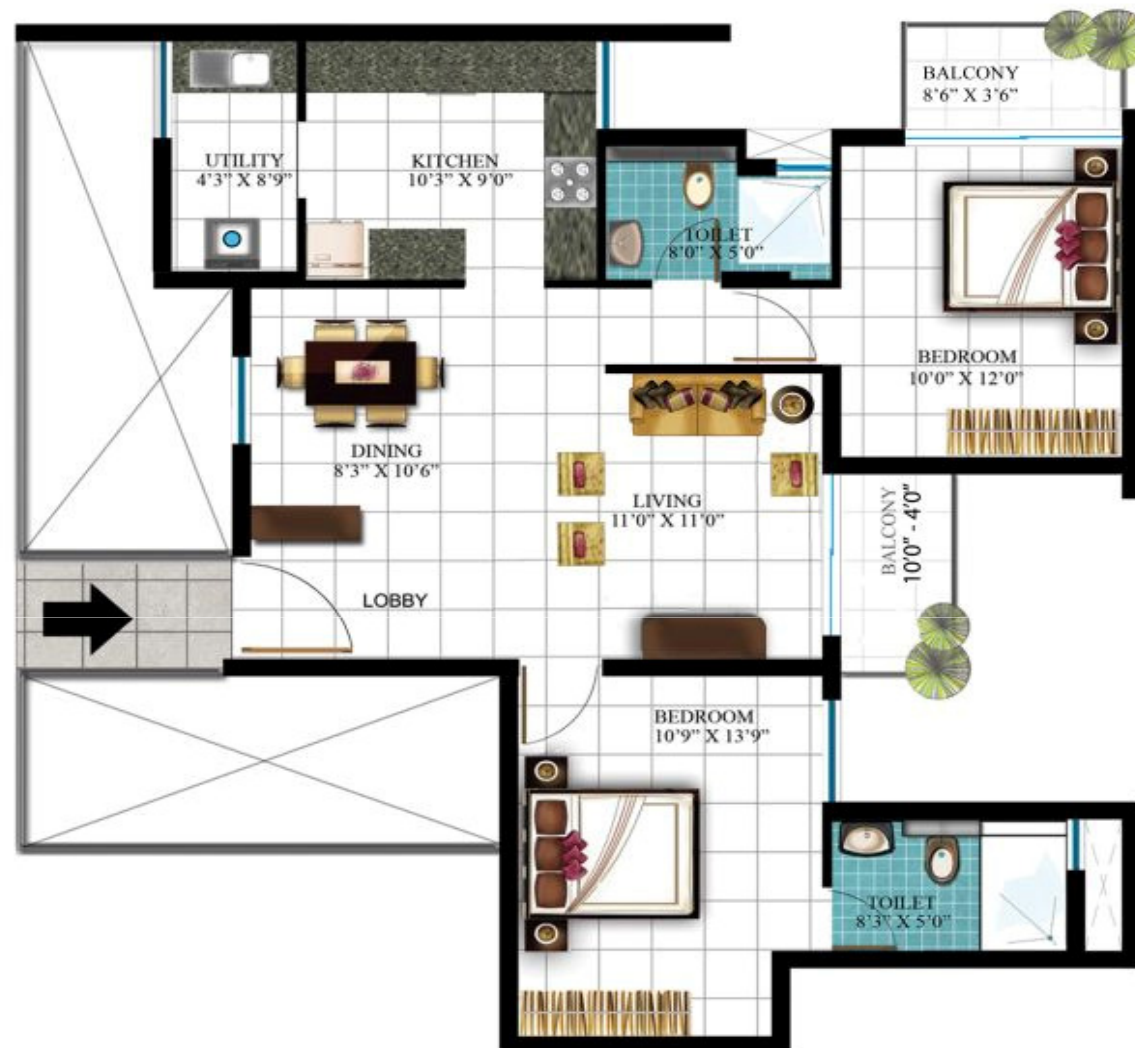 BALCONY
8’6” X 3’6”
UTILITY
4’3” X 8’9”
KITCHEN
10’3” X 9’0”
TOILET
8’0” X 5’0”
BEDROOM
10’0” X 12’0”
DINING
8’3” X 10’6”
LIVING
11’0” X 11’0”
BALCONY
10’0” - 4’0”
LOBBY
BEDROOM
10’9” X 13’9”
TOILET
8’3” X 5’0”